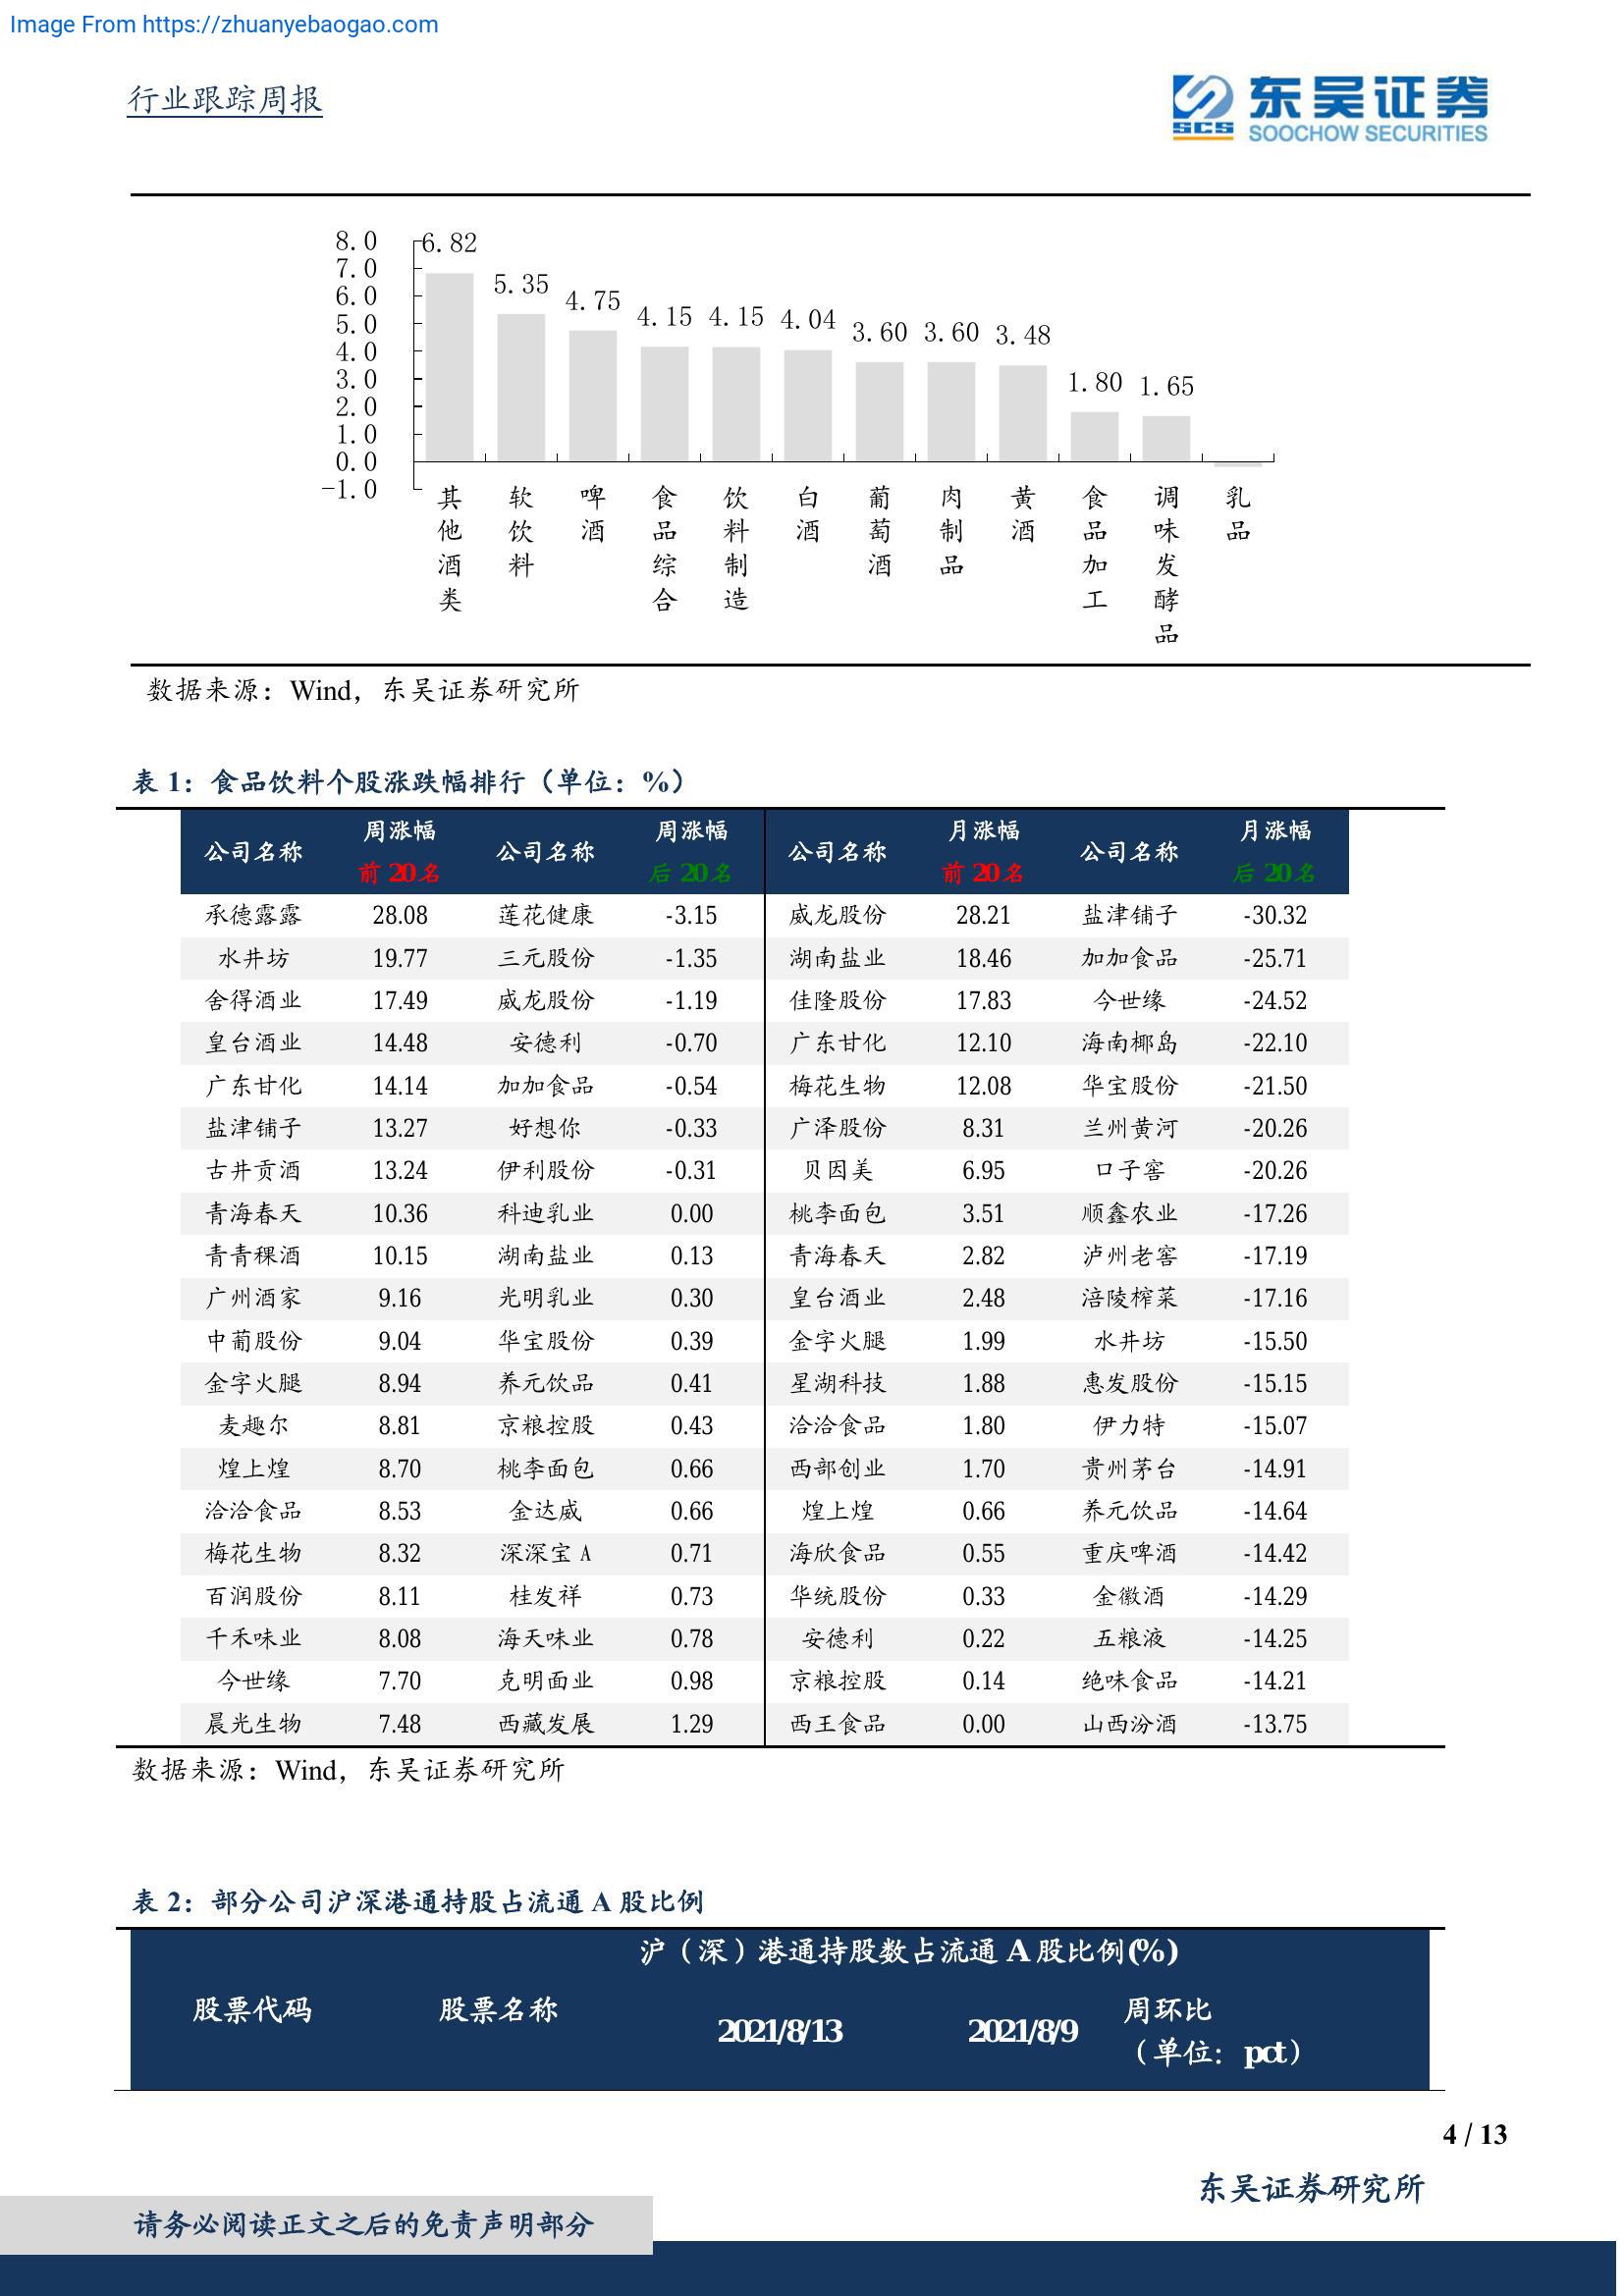 Image From https://zhuanyebaogao.com
行业跟踪周报
东吴证券
SCS
SOOCHOW SECURITIES
8.0
7.0
6.0
5.0
4.0
3.0
2.0
1.0
0.0
-1.0
6.82 5.35 4.75 4.15 4.15 4.04 3.60 3.60 3.48 1.80 1.65
其他酒类 软饮料 啤酒 食品综合 饮料制造 白酒 葡萄酒 肉制品 黄酒 食品加工 调味发酵品 乳品
数据来源：Wind，东吴证券研究所
表 1：食品饮料个股涨跌幅排行（单位：%）
公司名称 周涨幅 前 20 名 公司名称 周涨幅 后 20 名 公司名称 月涨幅 前 20 名 公司名称 月涨幅 后 20 名
承德露露 28.08 莲花健康 -3.15 威龙股份 28.21 盐津铺子 -30.32
水井坊 19.77 三元股份 -1.35 湖南盐业 18.46 加加食品 -25.71
舍得酒业 17.49 威龙股份 -1.19 佳隆股份 17.83 今世缘 -24.52
皇台酒业 14.48 安德利 -0.70 广东甘化 12.10 海南椰岛 -22.10
广东甘化 14.14 加加食品 -0.54 梅花生物 12.08 华宝股份 -21.50
盐津铺子 13.27 好想你 -0.33 广泽股份 8.31 兰州黄河 -20.26
古井贡酒 13.24 伊利股份 -0.31 贝因美 6.95 口子窖 -20.26
青海春天 10.36 科迪乳业 0.00 桃李面包 3.51 顺鑫农业 -17.26
青青稞酒 10.15 湖南盐业 0.13 青海春天 2.82 泸州老窖 -17.19
广州酒家 9.16 光明乳业 0.30 皇台酒业 2.48 涪陵榨菜 -17.16
中葡股份 9.04 华宝股份 0.39 金字火腿 1.99 水井坊 -15.50
金字火腿 8.94 养元饮品 0.41 星湖科技 1.88 惠发股份 -15.15
麦趣尔 8.81 京粮控股 0.43 洽洽食品 1.80 伊力特 -15.07
煌上煌 8.70 桃李面包 0.66 西部创业 1.70 贵州茅台 -14.91
洽洽食品 8.53 金达威 0.66 煌上煌 0.66 养元饮品 -14.64
梅花生物 8.32 深深宝 A 0.71 海欣食品 0.55 重庆啤酒 -14.42
百润股份 8.11 桂发祥 0.73 华统股份 0.33 金徽酒 -14.29
千禾味业 8.08 海天味业 0.78 安德利 0.22 五粮液 -14.25
今世缘 7.70 克明面业 0.98 京粮控股 0.14 绝味食品 -14.21
晨光生物 7.48 西藏发展 1.29 西王食品 0.00 山西汾酒 -13.75
数据来源：Wind，东吴证券研究所
表 2：部分公司沪深港通持股占流通 A 股比例
沪（深）港通持股数占流通 A 股比例(%)
股票代码 股票名称 2021/8/13 2021/8/9 周环比
（单位：pct）
4 / 13
东吴证券研究所
请务必阅读正文之后的免责声明部分